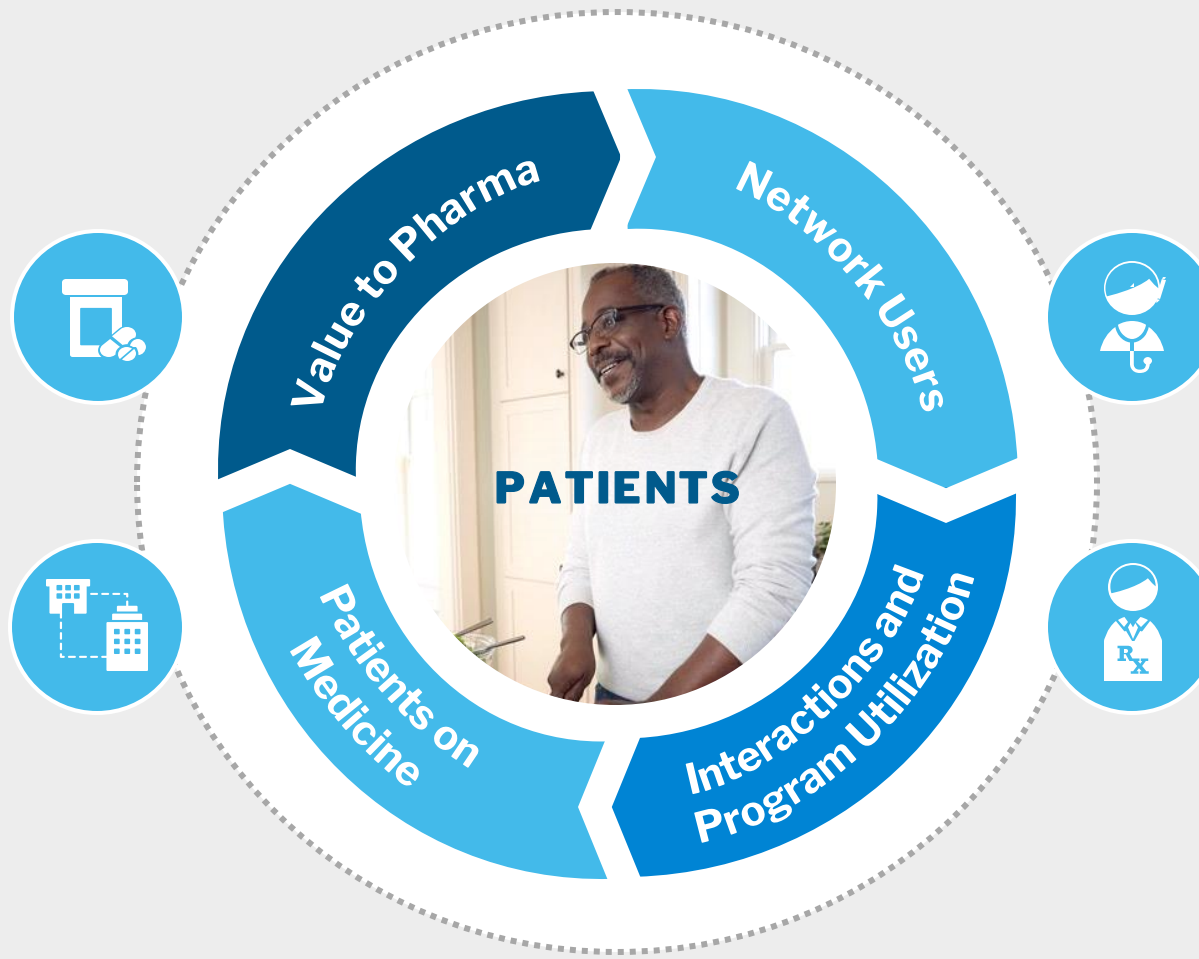 Value to Pharma
Network Users
PATIENTS
Patients on
Medicine
Interactions and
Program Utilization
RX